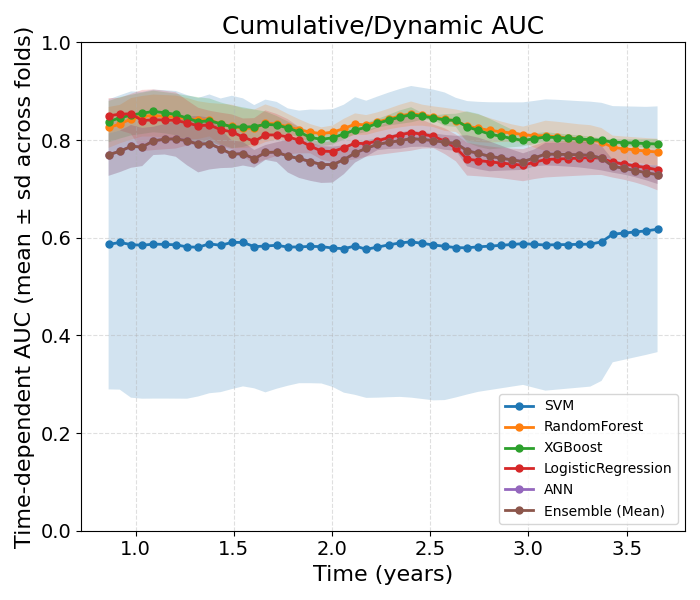 Cumulative/Dynamic AUC
Time-dependent AUC (mean ± sd across folds)
1.0
0.8
0.6
0.4
0.2
0.0
SVM
RandomForest
XGBoost
LogisticRegression
ANN
Ensemble (Mean)
1.0 1.5 2.0 2.5 3.0 3.5
Time (years)